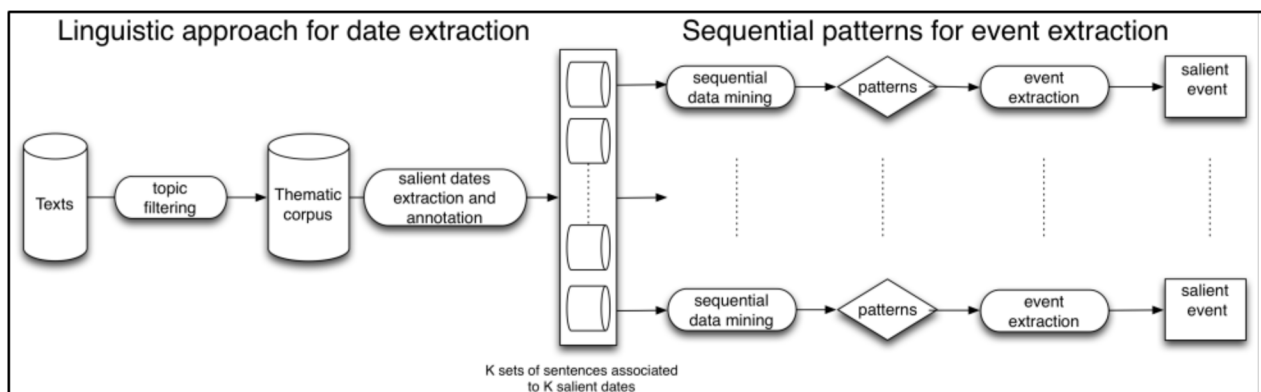 Linguistic approach for date extraction
Sequential patterns for event extraction
Texts
topic
filtering
Thematic
corpus
salient dates
extraction and
annotation
K sets of sentences associated
to K salient dates
sequential
data mining
patterns
event
extraction
salient
event
sequential
data mining
patterns
event
extraction
salient
event